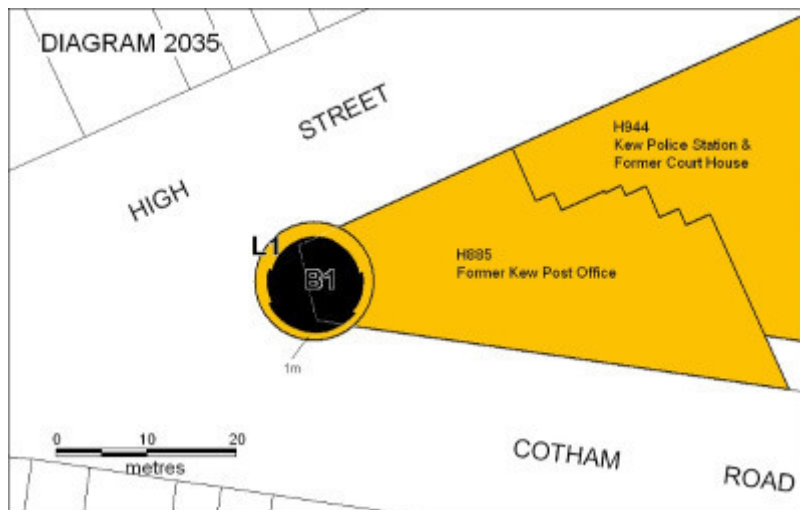 DIAGRAM 2035
HIGH STREET
H944
Kew Police Station &
Former Court House
L1
B1
H885
Former Kew Post Office
1m
0 10 20
metres
COTHAM ROAD